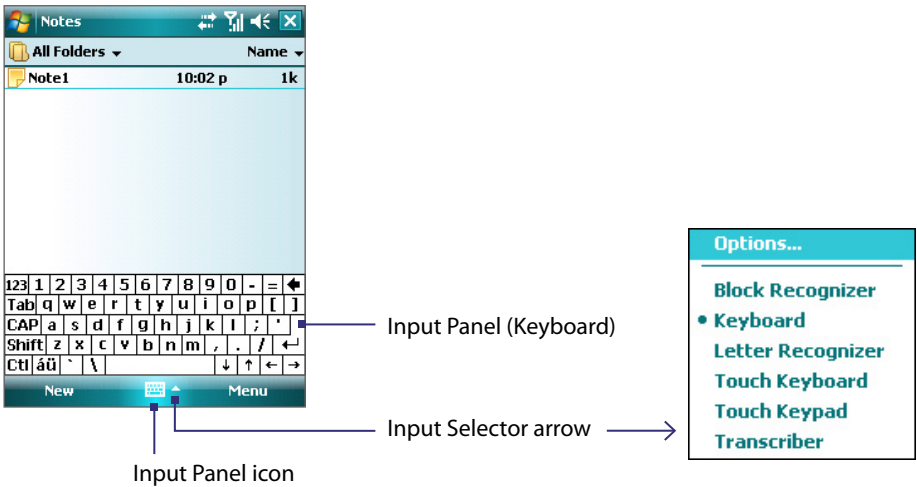 Notes
All Folders Name
Note1 10:02 p 1k
123 1 2 3 4 5 6 7 8 9 0 - =
Tab q w e r t y u i o p [ ]
CAP a s d f g h j k l ; '
Shift z x c v b n m , . / ↵
Ctl áü ` \ ↓ ↑ ← →
New Menu
Input Panel (Keyboard)
Input Selector arrow
Input Panel icon
Options...
Block Recognizer
• Keyboard
Letter Recognizer
Touch Keyboard
Touch Keypad
Transcriber